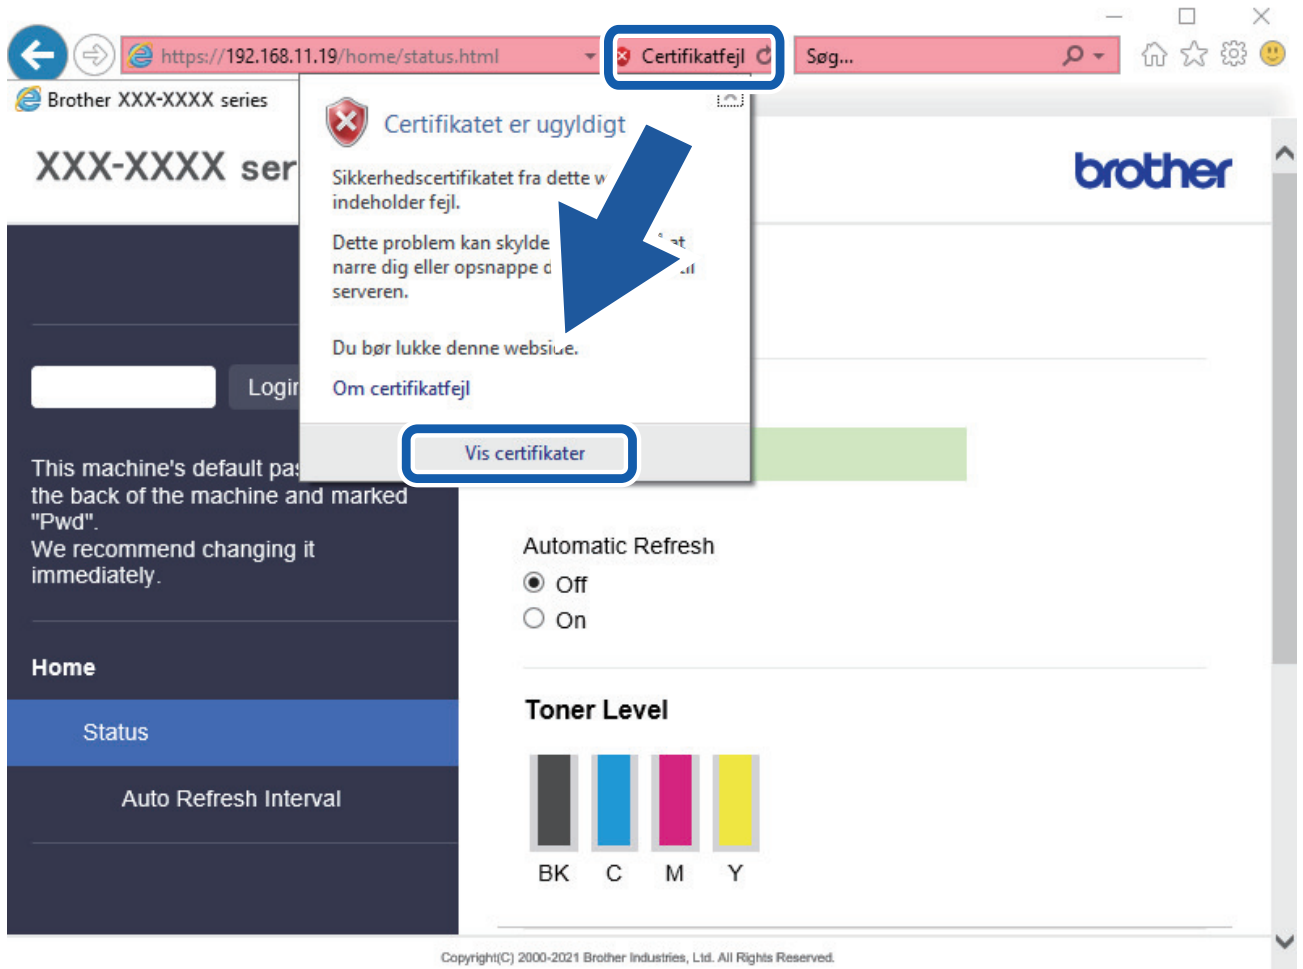 https://192.168.11.19/home/status.html
Certifikatfejl
Søg...
Brother XXX-XXXX series
XXX-XXXX ser
brother
Certifikatet er ugyldigt
Sikkerhedscertifikatet fra dette
indeholder fejl.
Dette problem kan skylde
narre dig eller opsnappe
serveren.
Du bør lukke denne webside.
Om certifikatfejl
Vis certifikater
Login
This machine's default pas
the back of the machine and marked
"Pwd".
We recommend changing it
immediately.
Home
Status
Auto Refresh Interval
Automatic Refresh
Off
On
Toner Level
BK C M Y
Copyright(C) 2000-2021 Brother Industries, Ltd. All Rights Reserved.